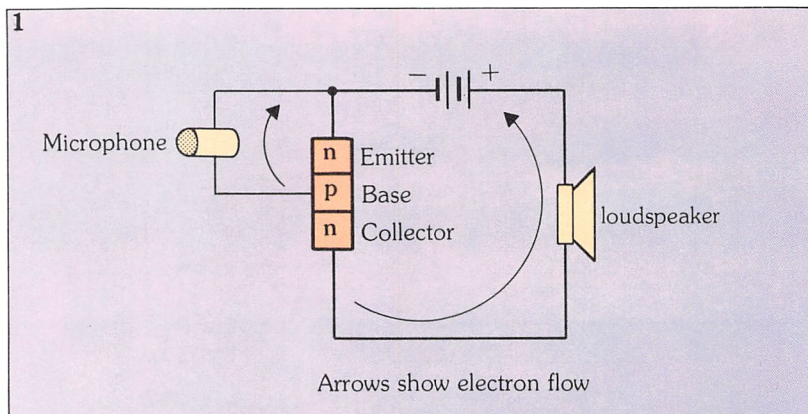 1
− +
Microphone
n Emitter
p Base
n Collector
loudspeaker
Arrows show electron flow